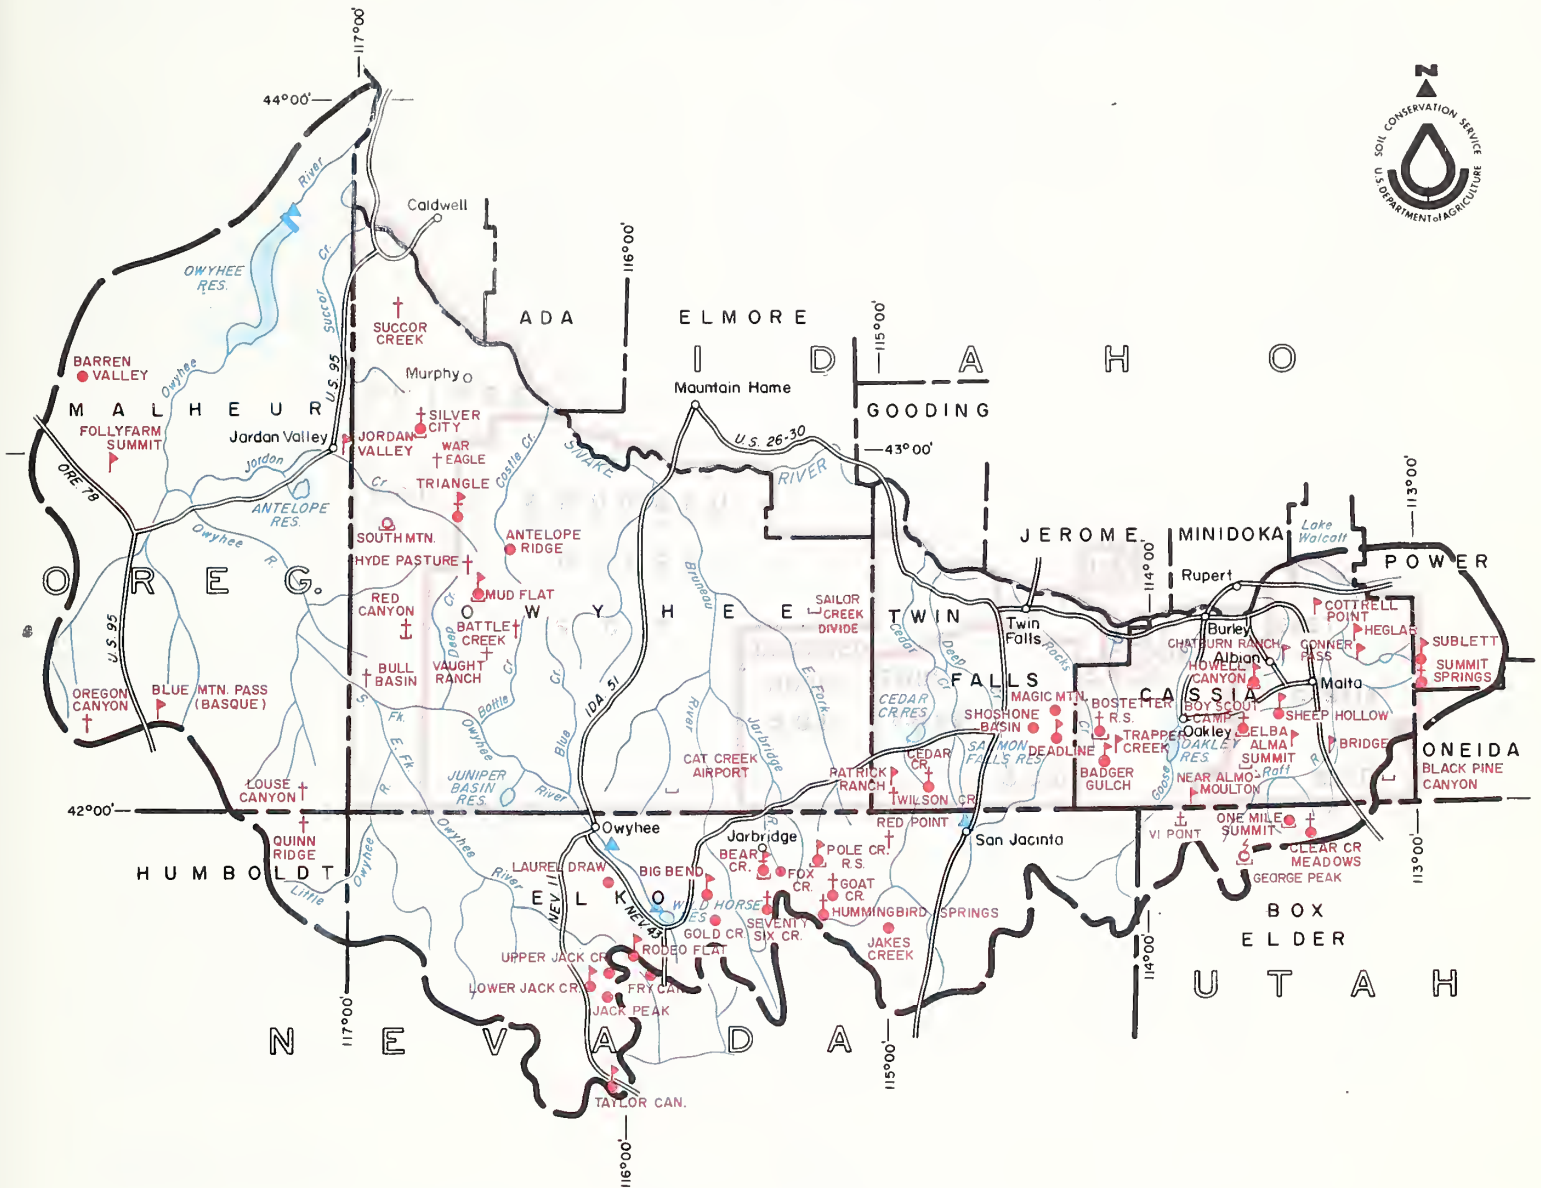 N
SOIL CONSERVATION SERVICE
U.S. DEPARTMENT of AGRICULTURE
117°00'
44°00'
River
Caldwell
OWYHEE
RES.
Succor Cr.
116°00'
ADA
ELMORE
115°00'
SUCCOR
CREEK
IDAHO
BARREN
VALLEY
Owyhee
U.S. 95
Murphy
Mountain Home
MALHEUR
GOODING
SILVER
CITY
FOLLYFARM
SUMMIT
Jordan Valley
JORDAN
VALLEY
WAR
EAGLE
Castle Cr.
SNAKE
U.S. 26-30
RIVER
43°00'
113°00'
ORE. 78
Jordon
Cr
TRIANGLE
ANTELOPE
RES.
Owyhee R.
SOUTH MTN.
ANTELOPE
RIDGE
JEROME
MINIDOKA
Lake
Walcott
114°00'
POWER
HYDE PASTURE
Bruneau
Rupert
OREG.
MUD FLAT
RED
CANYON
OWYHEE
SAILOR
CREEK
DIVIDE
TWIN
Twin
Falls
COTTRELL
POINT
HEGLAR
Burley
BATTLE
CREEK
Deep Cr.
Cedar
Deep Cr
Rocks
Cr
CHATBURN RANCH
CONNER
PASS
SUBLETT
U.S. 95
BULL
BASIN
VAUGHT
RANCH
Albian
HOWELL
CANYON
SUMMIT
SPRINGS
E. Fork
FALLS
Malta
OREGON
CANYON
BLUE MTN. PASS
(BASQUE)
S.
Fk.
Battle Cr
IDA. 51
River
CEDAR
CR.RES
MAGIC MTN.
CASSIA
BOSTETTER
R.S.
BOY SCOUT
CAMP
SHEEP HOLLOW
SHOSHONE
BASIN
Owyhee
Blue
Cr.
Jarbridge
Oakley
OAKLEY
RES.
TRAPPER
CREEK
ELBA
ALMA
SUMMIT
BRIDGE
ONEIDA
E. Fk.
DEADLINE
SALMON
FALLS RES
CEDAR
CR.
CAT CREEK
AIRPORT
PATRICK
RANCH
BADGER
GULCH
Goose
NEAR ALMO-
MOULTON
Raft
R
BLACK PINE
CANYON
LOUSE
CANYON
R.
JUNIPER
BASIN
RES.
River
WILSON CR
42°00'
QUINN
RIDGE
Owyhee
Owyhee
Jarbridge
R.
RED POINT
San Jacinta
VI PONT
ONE MILE
SUMMIT
CLEAR CR
MEADOWS
GEORGE PEAK
113°00'
HUMBOLDT
Little
Owyhee
River
LAUREL DRAW
BIG BEND
BEAR
CR.
FOX
CR.
POLE CR.
R.S.
GOAT
CR.
ELKO
NEV. 11
NEV. 43
WILD HORSE
RES
GOLD CR.
SEVENTY
SIX CR.
HUMMINGBIRD SPRINGS
BOX
ELDER
UPPER JACK CR
RODEO FLAT
JAKES
CREEK
114°00'
LOWER JACK CR.
FRY CAN.
JACK PEAK
UTAH
117°00'
NEVADA
115°00'
TAYLOR CAN.
116°00'